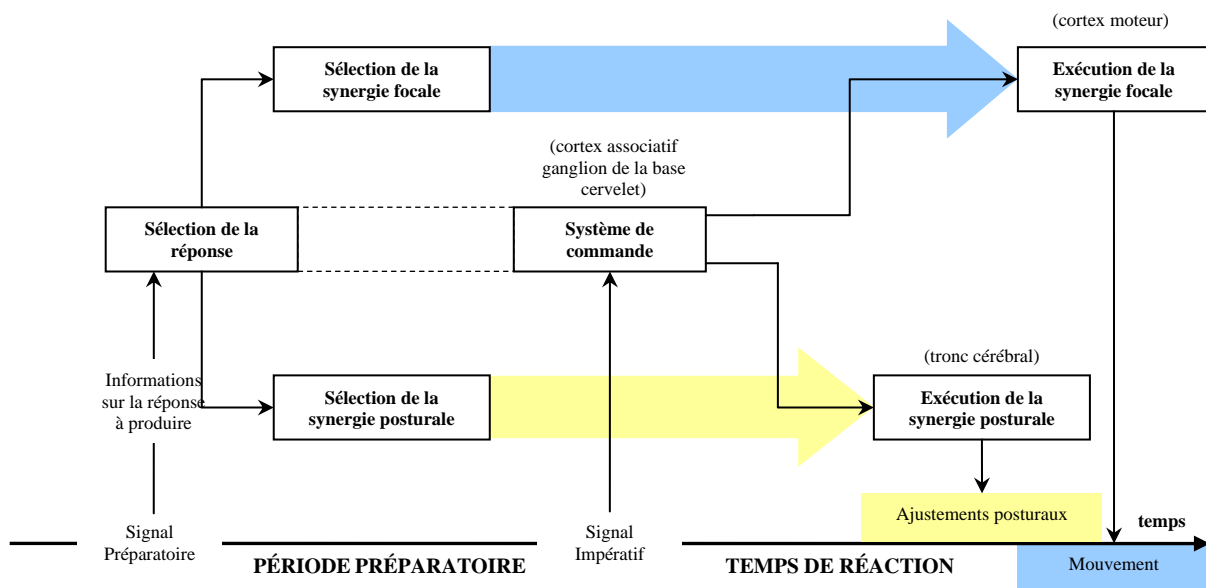 (cortex moteur)
Sélection de la
synergie focale
Exécution de la
synergie focale
(cortex associatif
ganglion de la base
cervelet)
Sélection de la
réponse
Système de
commande
(tronc cérébral)
Informations
sur la réponse
à produire
Sélection de la
synergie posturale
Exécution de la
synergie posturale
Ajustements posturaux
temps
Signal
Préparatoire
Signal
Impératif
PÉRIODE PRÉPARATOIRE
TEMPS DE RÉACTION
Mouvement